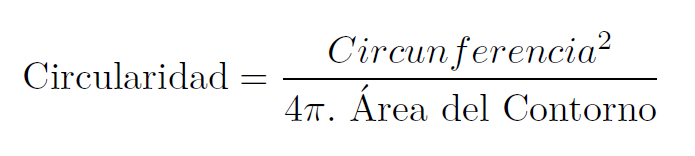 Circularidad = Circunferencia²
4π. Área del Contorno